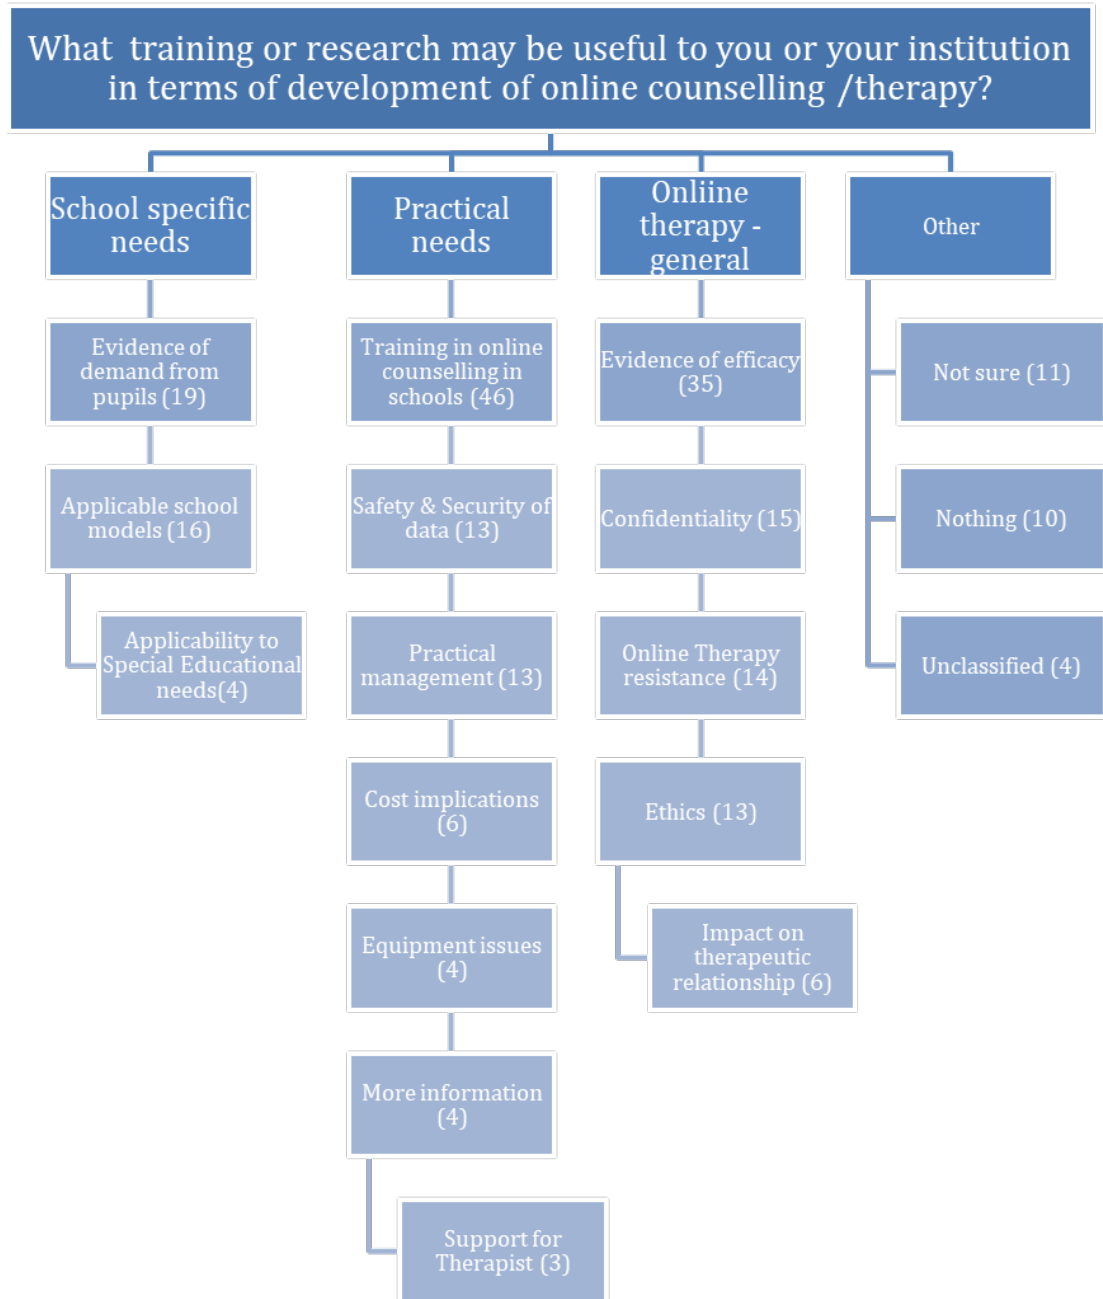 What training or research may be useful to you or your institution
in terms of development of online counselling /therapy?
School specific
needs
Evidence of
demand from
pupils (19)
Applicable school
models (16)
Applicability to
Special Educational
needs(4)
Practical
needs
Training in online
counselling in
schools (46)
Safety & Security of
data (13)
Practical
management (13)
Cost implications
(6)
Equipment issues
(4)
More information
(4)
Support for
Therapist (3)
Onliine
therapy -
general
Evidence of efficacy
(35)
Confidentiality (15)
Online Therapy
resistance (14)
Ethics (13)
Impact on
therapeutic
relationship (6)
Other
Not sure (11)
Nothing (10)
Unclassified (4)